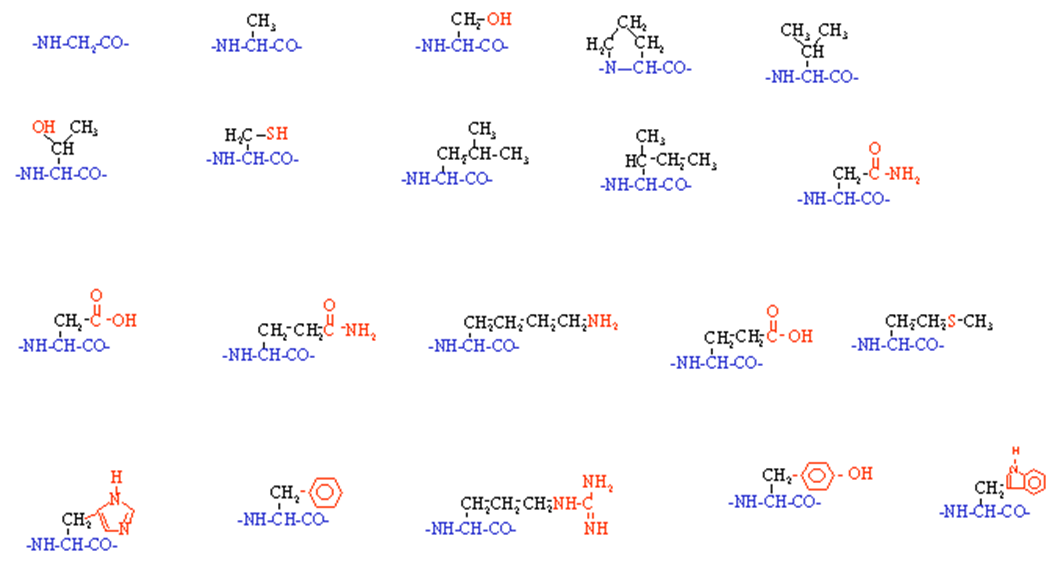 -NH-CH₂-CO-
CH₃
-NH-CH-CO-
CH₂-OH
-NH-CH-CO-
CH₂
H₂C CH₂
-N-CH-CO-
CH₃ CH₃
CH
-NH-CH-CO-
OH CH₃
CH
-NH-CH-CO-
H₂C-SH
-NH-CH-CO-
CH₃
CH₂CH-CH₃
-NH-CH-CO-
CH₃
HC-CH₂-CH₃
-NH-CH-CO-
O
CH₂-C-NH₂
-NH-CH-CO-
O
CH₂-C-OH
-NH-CH-CO-
O
CH₂-CH₂C-NH₂
-NH-CH-CO-
CH₂CH₂CH₂CH₂NH₂
-NH-CH-CO-
O
CH₂CH₂C-OH
-NH-CH-CO-
CH₂CH₂S-CH₃
-NH-CH-CO-
H
N
CH₂ N
-NH-CH-CO-
CH₂-
-NH-CH-CO-
NH₂
CH₂CH₂CH₂NH-C
NH
-NH-CH-CO-
CH₂- -OH
-NH-CH-CO-
H
N
CH₂
-NH-CH-CO-